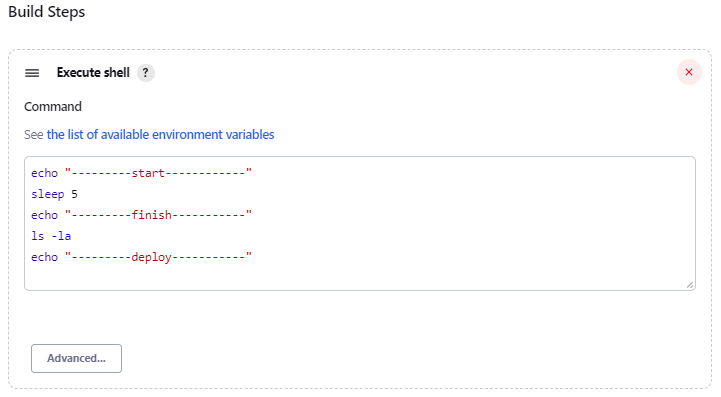 Build Steps
Execute shell ?
Command
See the list of available environment variables
echo "---------start------------"
sleep 5
echo "---------finish-----------"
ls -la
echo "---------deploy-----------"
Advanced...